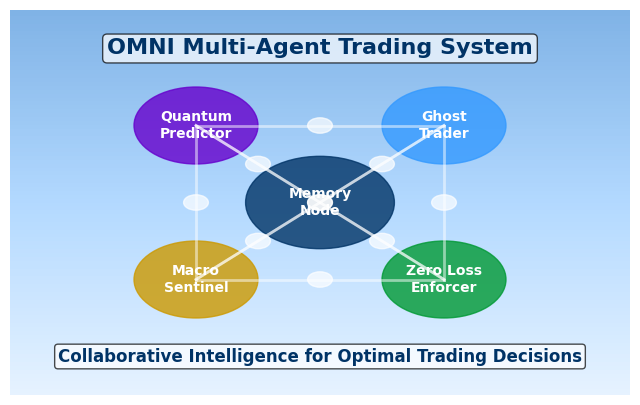 OMNI Multi-Agent Trading System
Quantum
Predictor
Ghost
Trader
Memory
Node
Macro
Sentinel
Zero Loss
Enforcer
Collaborative Intelligence for Optimal Trading Decisions